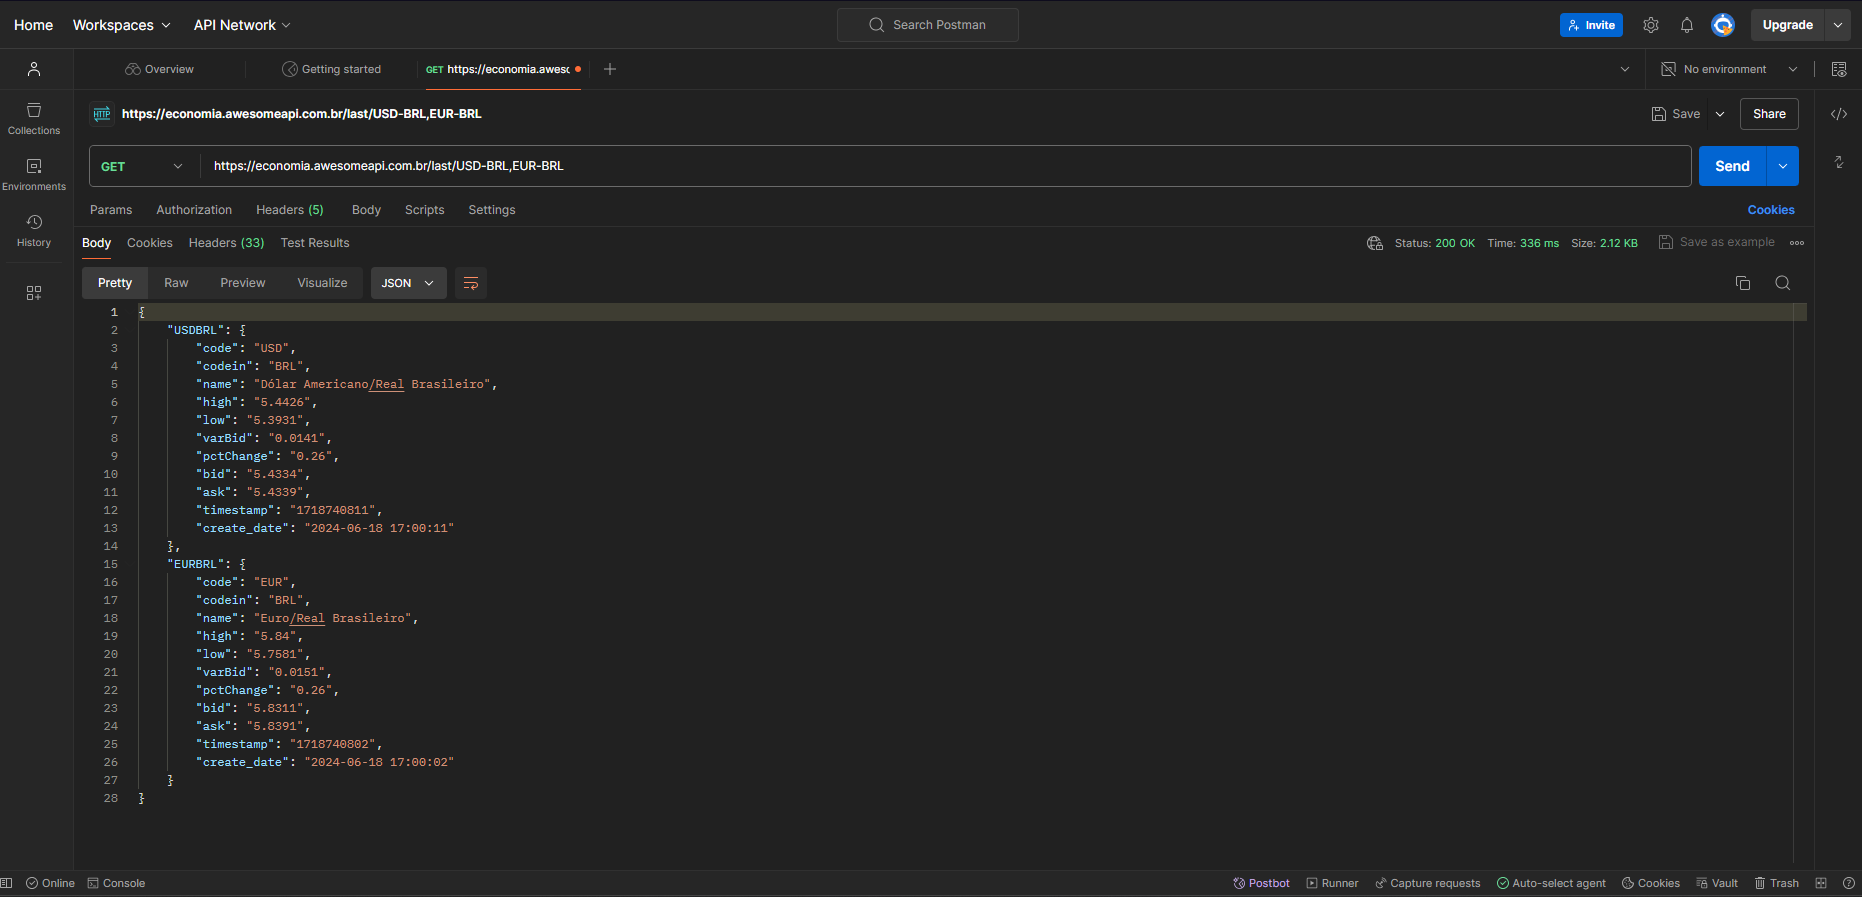 Home Workspaces API Network Search Postman Invite Upgrade
Overview Getting started GET https://economia.awesc No environment
https://economia.awesomeapi.com.br/last/USD-BRL,EUR-BRL Save Share
Collections
GET https://economia.awesomeapi.com.br/last/USD-BRL,EUR-BRL Send
Environments
Params Authorization Headers (5) Body Scripts Settings Cookies
History
Body Cookies Headers (33) Test Results Status: 200 OK Time: 336 ms Size: 2.12 KB Save as example
Pretty Raw Preview Visualize JSON
1 {
2 "USDBRL": {
3 "code": "USD",
4 "codein": "BRL",
5 "name": "Dólar Americano/Real Brasileiro",
6 "high": "5.4426",
7 "low": "5.3931",
8 "varBid": "0.0141",
9 "pctChange": "0.26",
10 "bid": "5.4334",
11 "ask": "5.4339",
12 "timestamp": "1718740811",
13 "create_date": "2024-06-18 17:00:11"
14 },
15 "EURBRL": {
16 "code": "EUR",
17 "codein": "BRL",
18 "name": "Euro/Real Brasileiro",
19 "high": "5.84",
20 "low": "5.7581",
21 "varBid": "0.0151",
22 "pctChange": "0.26",
23 "bid": "5.8311",
24 "ask": "5.8391",
25 "timestamp": "1718740802",
26 "create_date": "2024-06-18 17:00:02"
27 }
28 }
Online Console Postbot Runner Capture requests Auto-select agent Cookies Vault Trash